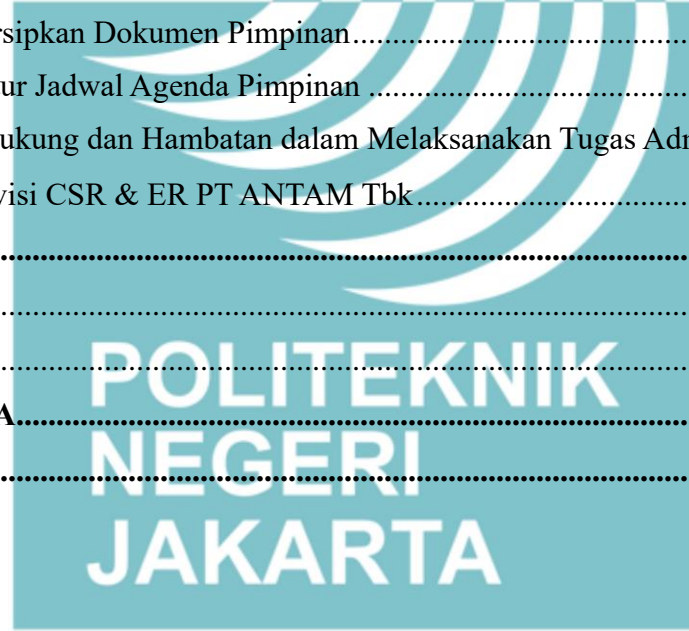 rsipkan Dokumen Pimpinan..............................................
ur Jadwal Agenda Pimpinan ............................................
ukung dan Hambatan dalam Melaksanakan Tugas Adm
visi CSR & ER PT ANTAM Tbk......................................
..............................................................................
..............................................................................
..............................................................................
POLITEKNIK
A............................................................................
NEGERI
..............................................................................
JAKARTA